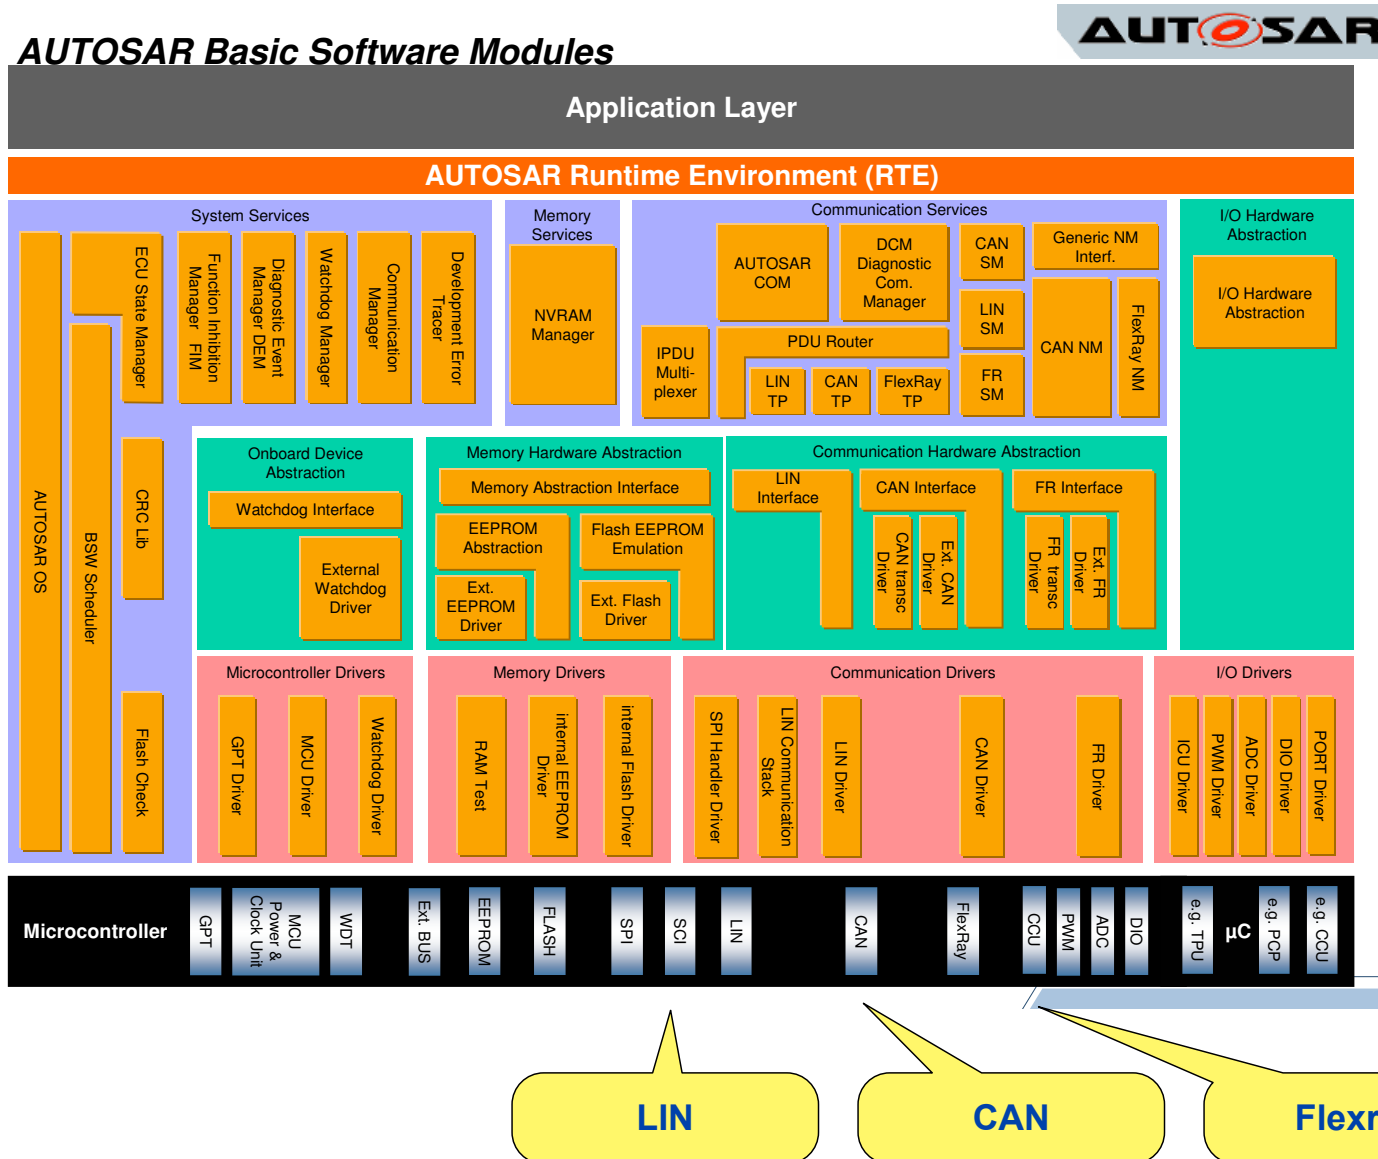 AUTOSAR Basic Software Modules
AUTOSAR
Application Layer
AUTOSAR Runtime Environment (RTE)
System Services
AUTOSAR OS
BSW Scheduler
ECU State Manager
Function Inhibition
Manager FIM
Diagnostic Event
Manager DEM
Watchdog Manager
Communication
Manager
Development Error
Tracer
CRC Lib
Flash Check
Memory
Services
NVRAM
Manager
Communication Services
IPDU
Multi-
plexer
AUTOSAR
COM
DCM
Diagnostic
Com.
Manager
PDU Router
LIN
TP
CAN
TP
FlexRay
TP
CAN
SM
LIN
SM
FR
SM
Generic NM
Interf.
CAN NM
FlexRay NM
I/O Hardware
Abstraction
I/O Hardware
Abstraction
Onboard Device
Abstraction
Watchdog Interface
External
Watchdog
Driver
Memory Hardware Abstraction
Memory Abstraction Interface
EEPROM
Abstraction
Ext.
EEPROM
Driver
Flash EEPROM
Emulation
Ext. Flash
Driver
Communication Hardware Abstraction
LIN
Interface
CAN Interface
CAN transc
Driver
Ext. CAN
Driver
FR Interface
FR transc
Driver
Ext. FR
Driver
Microcontroller Drivers
GPT Driver
MCU Driver
Watchdog Driver
Memory Drivers
RAM Test
internal EEPROM
Driver
internal Flash Driver
Communication Drivers
SPI Handler Driver
LIN Communication
Stack
LIN Driver
CAN Driver
FR Driver
I/O Drivers
ICU Driver
PWM Driver
ADC Driver
DIO Driver
PORT Driver
Microcontroller
GPT
MCU
Power &
Clock Unit
WDT
Ext. BUS
EEPROM
FLASH
SPI
SCI
LIN
CAN
FlexRay
CCU
PWM
ADC
DIO
e.g. TPU
µC
e.g. PCP
e.g. CCU
LIN
CAN
Flexr